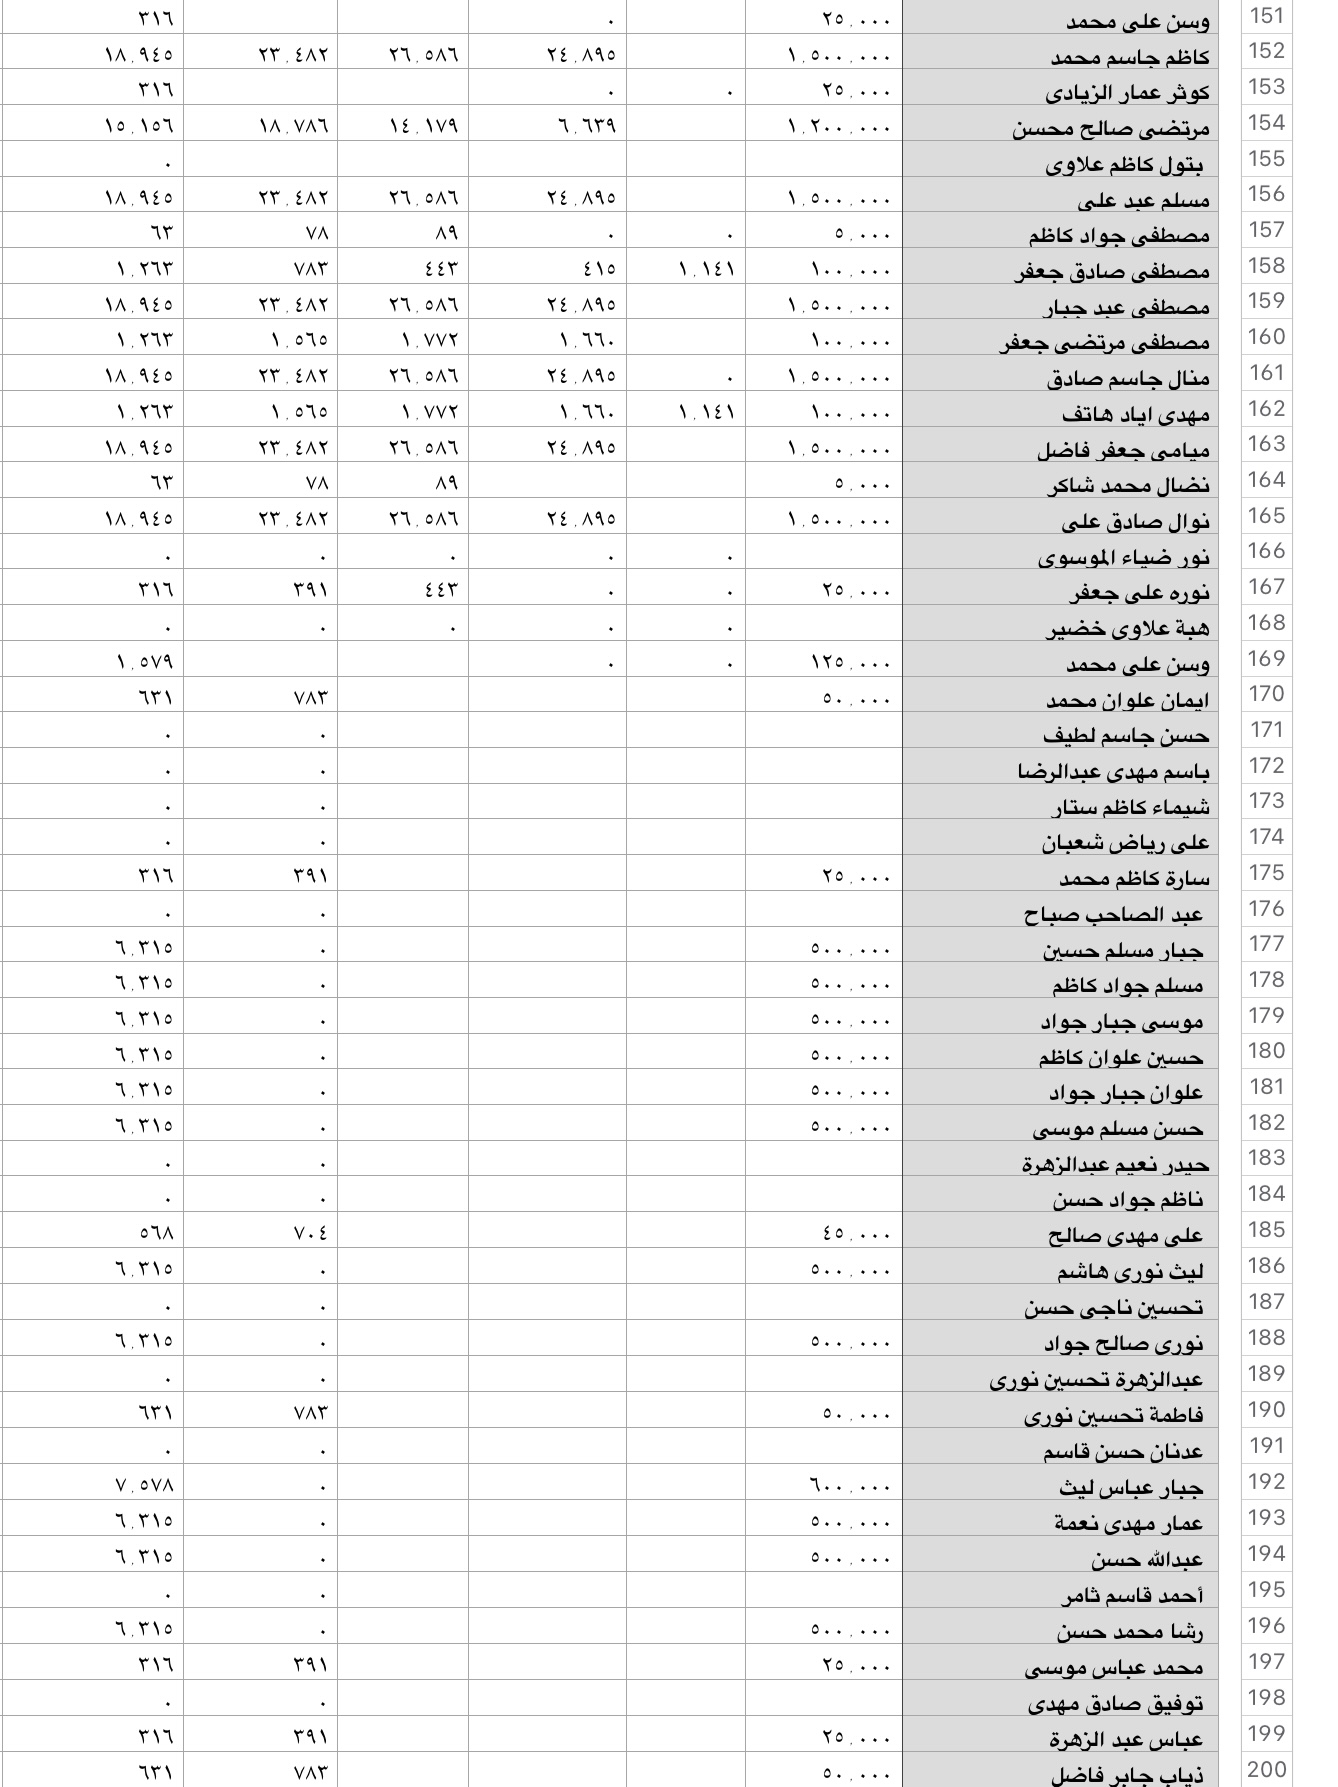 151 وسن على محمد ٢٥,٠٠٠ ٠ ٣١٦
152 كاظم جاسم محمد ١,٥٠٠,٠٠٠ ٢٤,٨٩٥ ٢٦,٥٨٦ ٢٣,٤٨٢ ١٨,٩٤٥
153 كوثر عمار الزيادى ٢٥,٠٠٠ ٠ ٠ ٣١٦
154 مرتضى صالح محسن ١,٢٠٠,٠٠٠ ٦,٦٣٩ ١٤,١٧٩ ١٨,٧٨٦ ١٥,١٥٦
155 بتول كاظم علاوى ٠
156 مسلم عبد على ١,٥٠٠,٠٠٠ ٢٤,٨٩٥ ٢٦,٥٨٦ ٢٣,٤٨٢ ١٨,٩٤٥
157 مصطفى جواد كاظم ٥,٠٠٠ ٠ ٠ ٨٩ ٧٨ ٦٣
158 مصطفى صادق جعفر ١٠٠,٠٠٠ ١,١٤١ ٤١٥ ٤٤٣ ٧٨٣ ١,٢٦٣
159 مصطفى عبد جبار ١,٥٠٠,٠٠٠ ٢٤,٨٩٥ ٢٦,٥٨٦ ٢٣,٤٨٢ ١٨,٩٤٥
160 مصطفى مرتضى جعفر ١٠٠,٠٠٠ ١,٦٦٠ ١,٧٧٢ ١,٥٦٥ ١,٢٦٣
161 منال جاسم صادق ١,٥٠٠,٠٠٠ ٠ ٢٤,٨٩٥ ٢٦,٥٨٦ ٢٣,٤٨٢ ١٨,٩٤٥
162 مهدى اياد هاتف ١٠٠,٠٠٠ ١,١٤١ ١,٦٦٠ ١,٧٧٢ ١,٥٦٥ ١,٢٦٣
163 ميامى جعفر فاضل ١,٥٠٠,٠٠٠ ٢٤,٨٩٥ ٢٦,٥٨٦ ٢٣,٤٨٢ ١٨,٩٤٥
164 نضال محمد شاكر ٥,٠٠٠ ٨٩ ٧٨ ٦٣
165 نوال صادق على ١,٥٠٠,٠٠٠ ٢٤,٨٩٥ ٢٦,٥٨٦ ٢٣,٤٨٢ ١٨,٩٤٥
166 نور ضياء الموسوى ٠ ٠ ٠ ٠ ٠
167 نوره على جعفر ٢٥,٠٠٠ ٠ ٠ ٤٤٣ ٣٩١ ٣١٦
168 هبة علاوى خضير ٠ ٠ ٠ ٠ ٠
169 وسن على محمد ١٢٥,٠٠٠ ٠ ٠ ١,٥٧٩
170 ايمان علوان محمد ٥٠,٠٠٠ ٧٨٣ ٦٣١
171 حسن جاسم لطيف ٠ ٠
172 باسم مهدى عبدالرضا ٠ ٠
173 شيماء كاظم ستار ٠ ٠
174 على رياض شعبان ٠ ٠
175 سارة كاظم محمد ٢٥,٠٠٠ ٣٩١ ٣١٦
176 عبد الصاحب صباح ٠ ٠
177 جبار مسلم حسين ٥٠٠,٠٠٠ ٠ ٦,٣١٥
178 مسلم جواد كاظم ٥٠٠,٠٠٠ ٠ ٦,٣١٥
179 موسى جبار جواد ٥٠٠,٠٠٠ ٠ ٦,٣١٥
180 حسين علوان كاظم ٥٠٠,٠٠٠ ٠ ٦,٣١٥
181 علوان جبار جواد ٥٠٠,٠٠٠ ٠ ٦,٣١٥
182 حسن مسلم موسى ٥٠٠,٠٠٠ ٠ ٦,٣١٥
183 حيدر نعيم عبدالزهرة ٠ ٠
184 ناظم جواد حسن ٠ ٠
185 على مهدى صالح ٤٥,٠٠٠ ٧٠٤ ٥٦٨
186 ليث نورى هاشم ٥٠٠,٠٠٠ ٠ ٦,٣١٥
187 تحسين ناجى حسن ٠ ٠
188 نورى صالح جواد ٥٠٠,٠٠٠ ٠ ٦,٣١٥
189 عبدالزهرة تحسين نورى ٠ ٠
190 فاطمة تحسين نورى ٥٠,٠٠٠ ٧٨٣ ٦٣١
191 عدنان حسن قاسم ٠ ٠
192 جبار عباس ليث ٦٠٠,٠٠٠ ٠ ٧,٥٧٨
193 عمار مهدى نعمة ٥٠٠,٠٠٠ ٠ ٦,٣١٥
194 عبدالله حسن ٥٠٠,٠٠٠ ٠ ٦,٣١٥
195 أحمد قاسم ثامر ٠ ٠
196 رشا محمد حسن ٥٠٠,٠٠٠ ٠ ٦,٣١٥
197 محمد عباس موسى ٢٥,٠٠٠ ٣٩١ ٣١٦
198 توفيق صادق مهدى ٠ ٠
199 عباس عبد الزهرة ٢٥,٠٠٠ ٣٩١ ٣١٦
200 ذياب جابر فاضل ٥٠,٠٠٠ ٧٨٣ ٦٣١